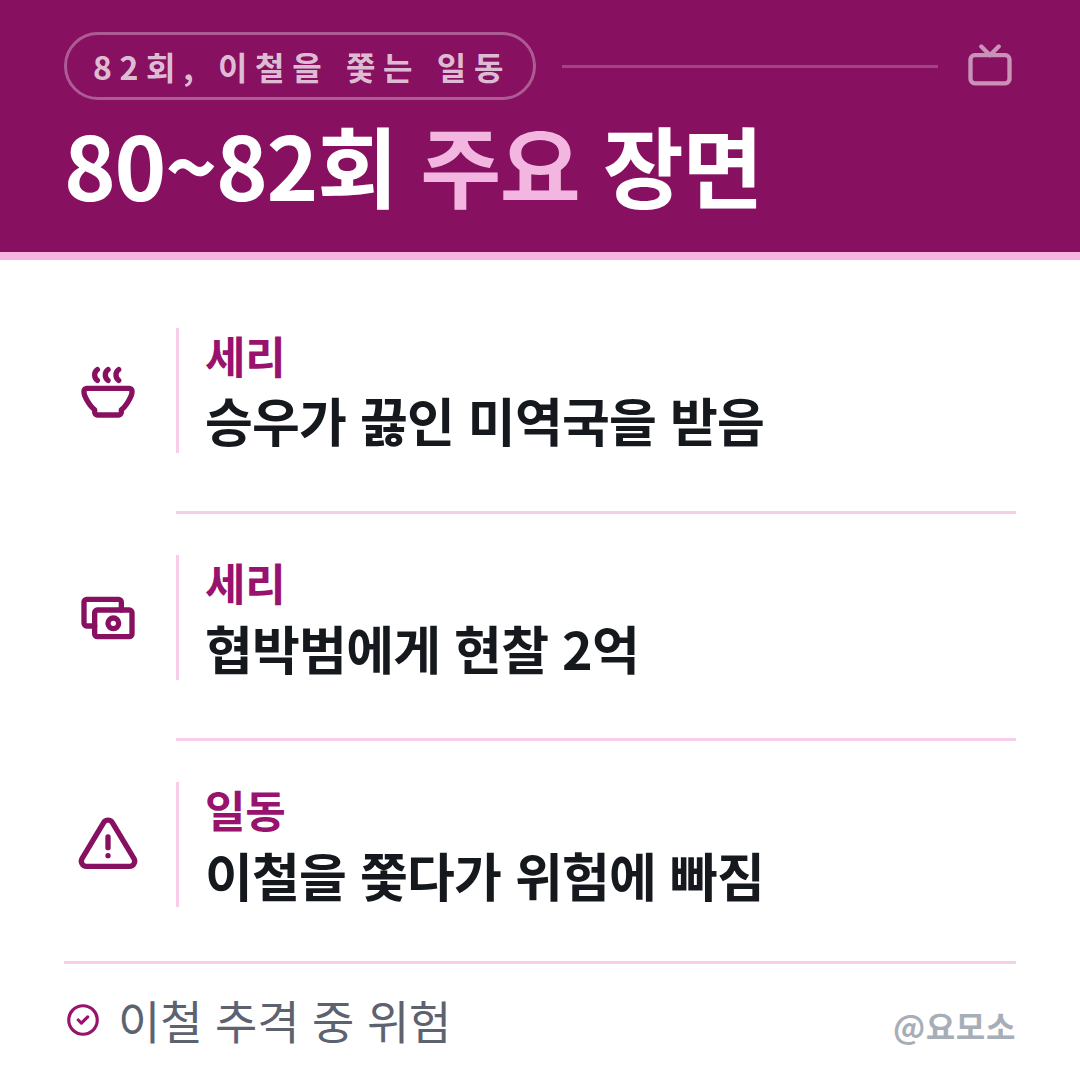 82회, 이철을 쫓는 일동
80~82회 주요 장면
세리
승우가 끓인 미역국을 받음
세리
협박범에게 현찰 2억
일동
이철을 쫓다가 위험에 빠짐
이철 추격 중 위험
@요모소